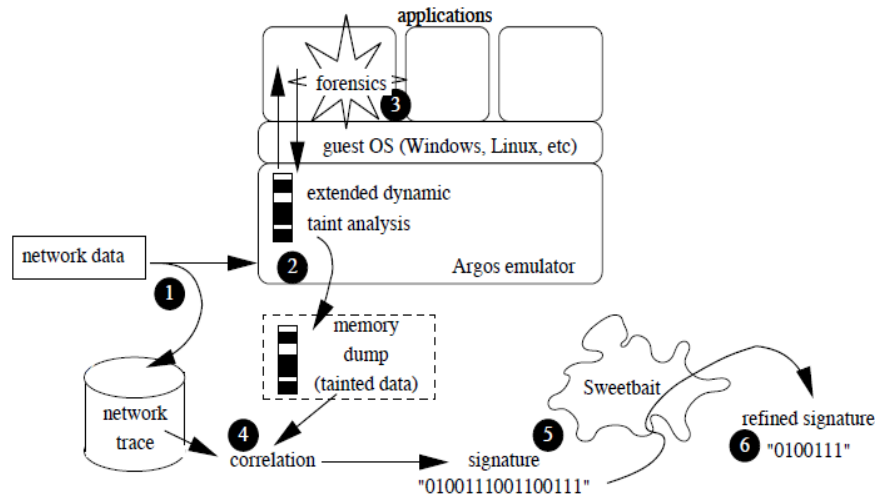 applications
forensics
3
guest OS (Windows, Linux, etc)
extended dynamic
taint analysis
2
Argos emulator
network data
1
memory
dump
(tainted data)
network
trace
4
correlation
Sweetbait
5
signature
"0100111001100111"
refined signature
6
"0100111"